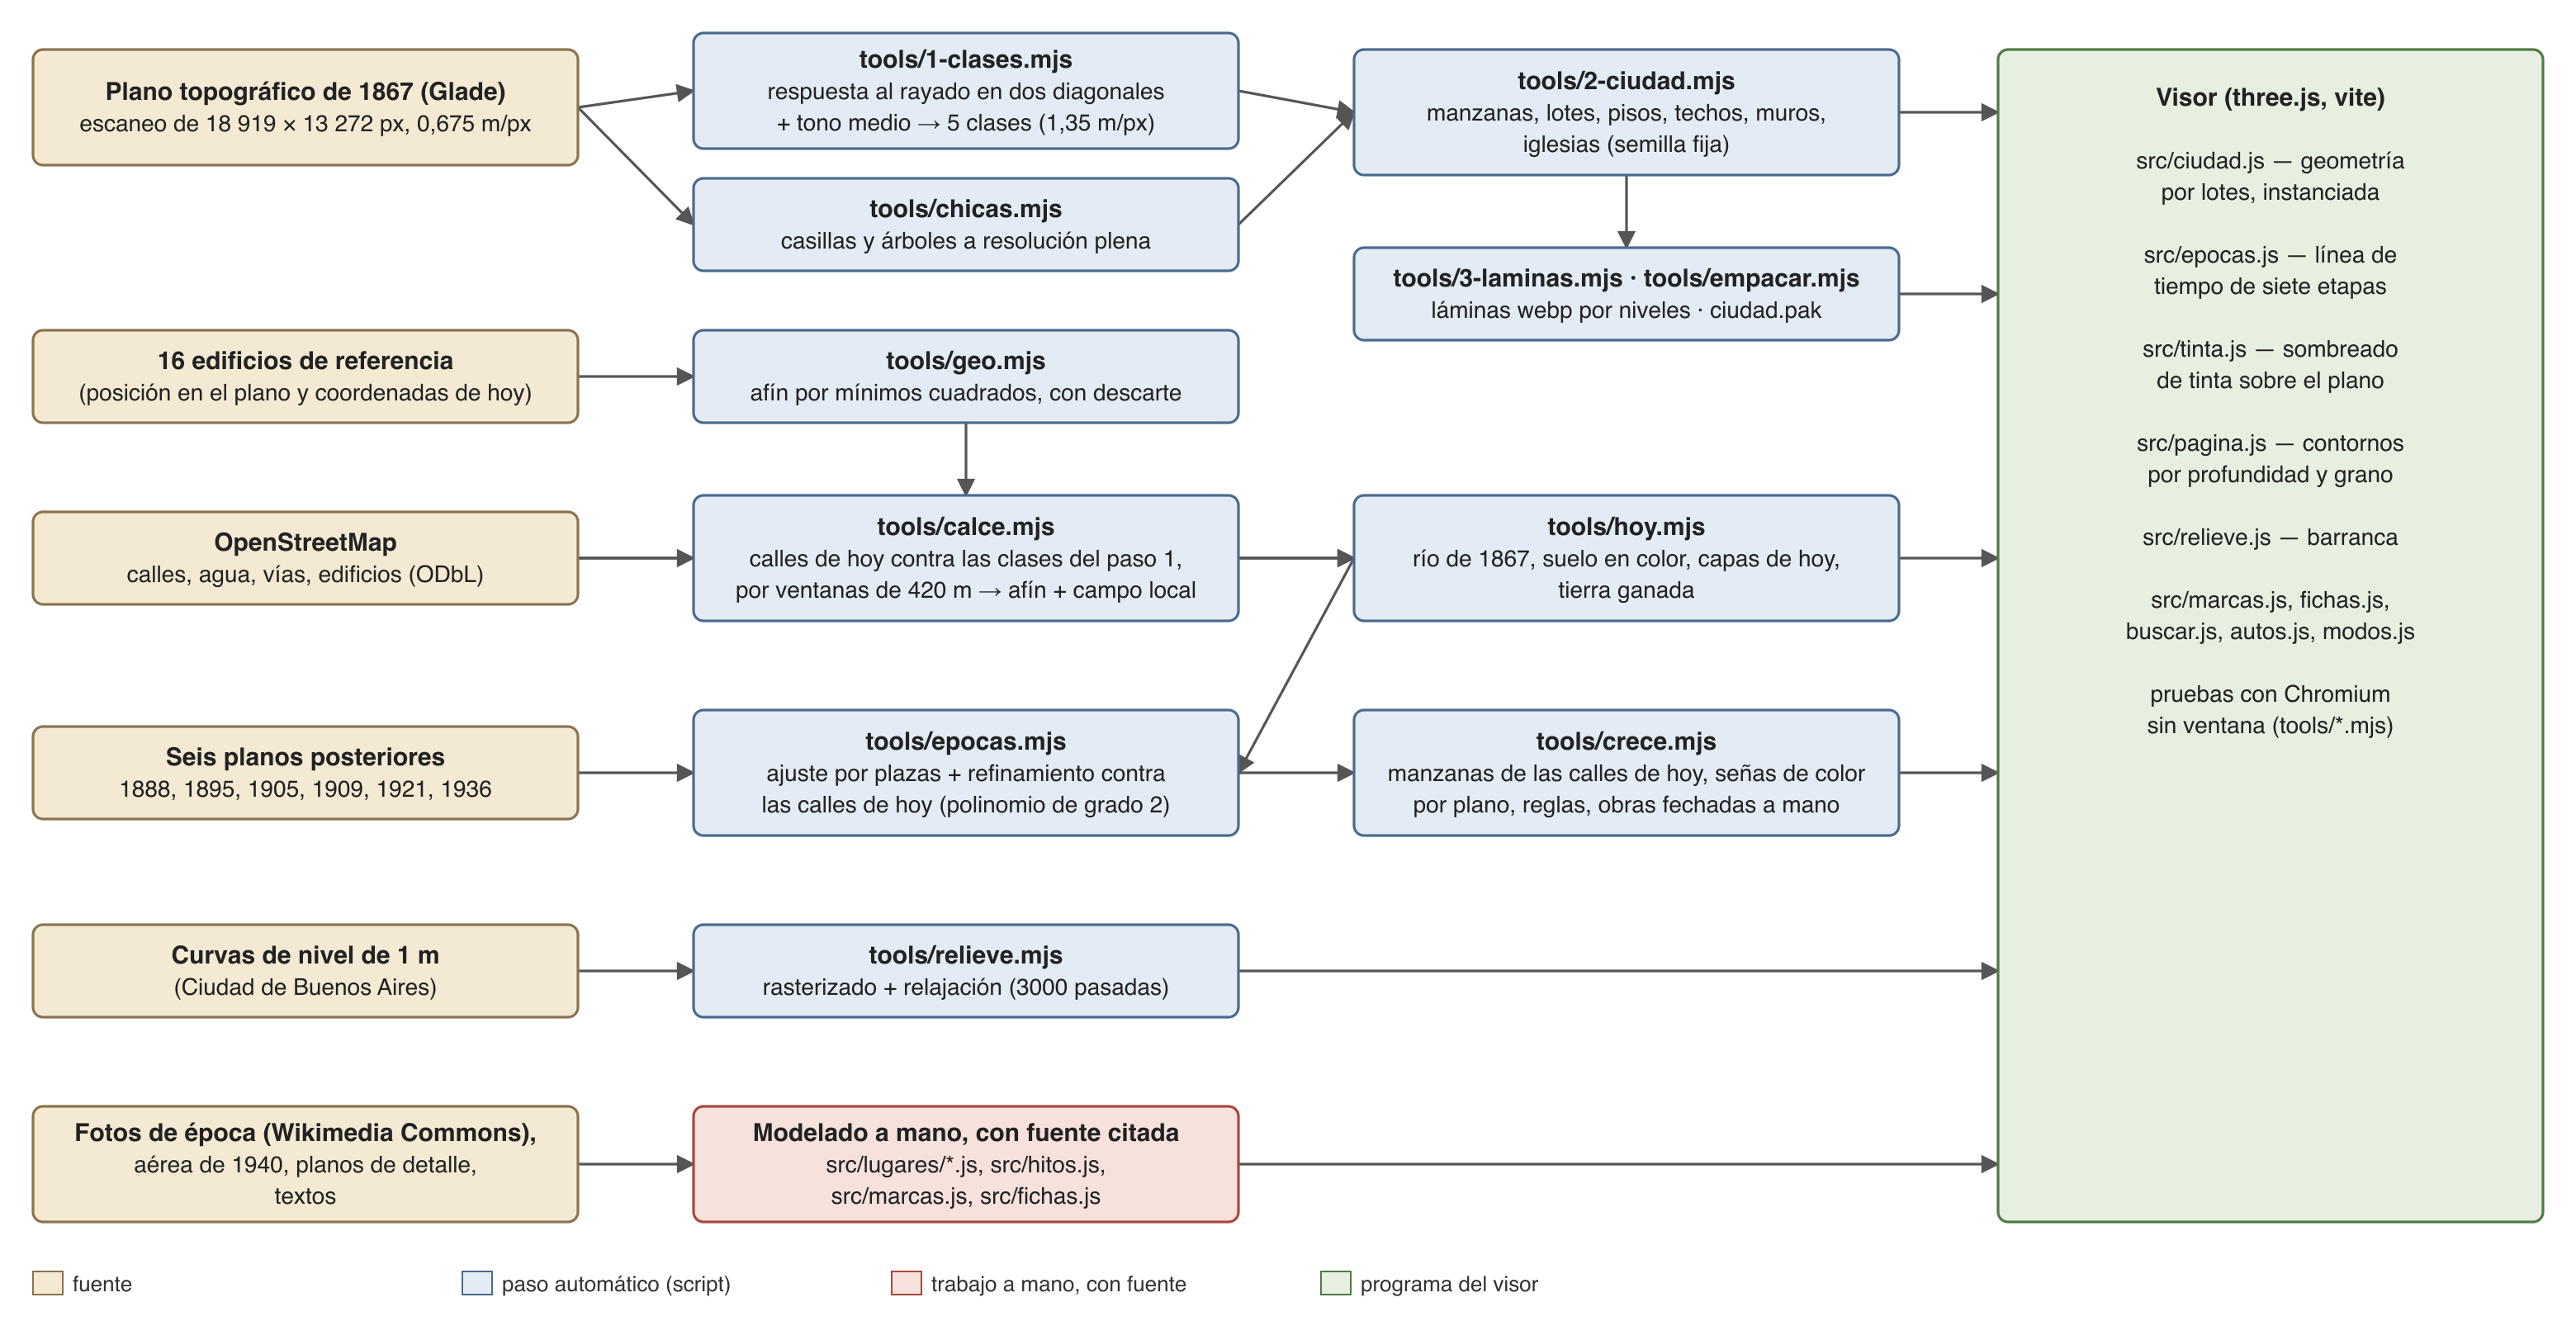 Plano topográfico de 1867 (Glade)
escaneo de 18 919 × 13 272 px, 0,675 m/px
tools/1-clases.mjs
respuesta al rayado en dos diagonales
+ tono medio → 5 clases (1,35 m/px)
tools/chicas.mjs
casillas y árboles a resolución plena
tools/2-ciudad.mjs
manzanas, lotes, pisos, techos, muros,
iglesias (semilla fija)
tools/3-laminas.mjs · tools/empacar.mjs
láminas webp por niveles · ciudad.pak
16 edificios de referencia
(posición en el plano y coordenadas de hoy)
tools/geo.mjs
afín por mínimos cuadrados, con descarte
OpenStreetMap
calles, agua, vías, edificios (ODbL)
tools/calce.mjs
calles de hoy contra las clases del paso 1,
por ventanas de 420 m → afín + campo local
tools/hoy.mjs
río de 1867, suelo en color, capas de hoy,
tierra ganada
Seis planos posteriores
1888, 1895, 1905, 1909, 1921, 1936
tools/epocas.mjs
ajuste por plazas + refinamiento contra
las calles de hoy (polinomio de grado 2)
tools/crece.mjs
manzanas de las calles de hoy, señas de color
por plano, reglas, obras fechadas a mano
Curvas de nivel de 1 m
(Ciudad de Buenos Aires)
tools/relieve.mjs
rasterizado + relajación (3000 pasadas)
Fotos de época (Wikimedia Commons),
aérea de 1940, planos de detalle,
textos
Modelado a mano, con fuente citada
src/lugares/*.js, src/hitos.js,
src/marcas.js, src/fichas.js
Visor (three.js, vite)
src/ciudad.js — geometría
por lotes, instanciada
src/epocas.js — línea de
tiempo de siete etapas
src/tinta.js — sombreado
de tinta sobre el plano
src/pagina.js — contornos
por profundidad y grano
src/relieve.js — barranca
src/marcas.js, fichas.js,
buscar.js, autos.js, modos.js
pruebas con Chromium
sin ventana (tools/*.mjs)
fuente
paso automático (script)
trabajo a mano, con fuente
programa del visor